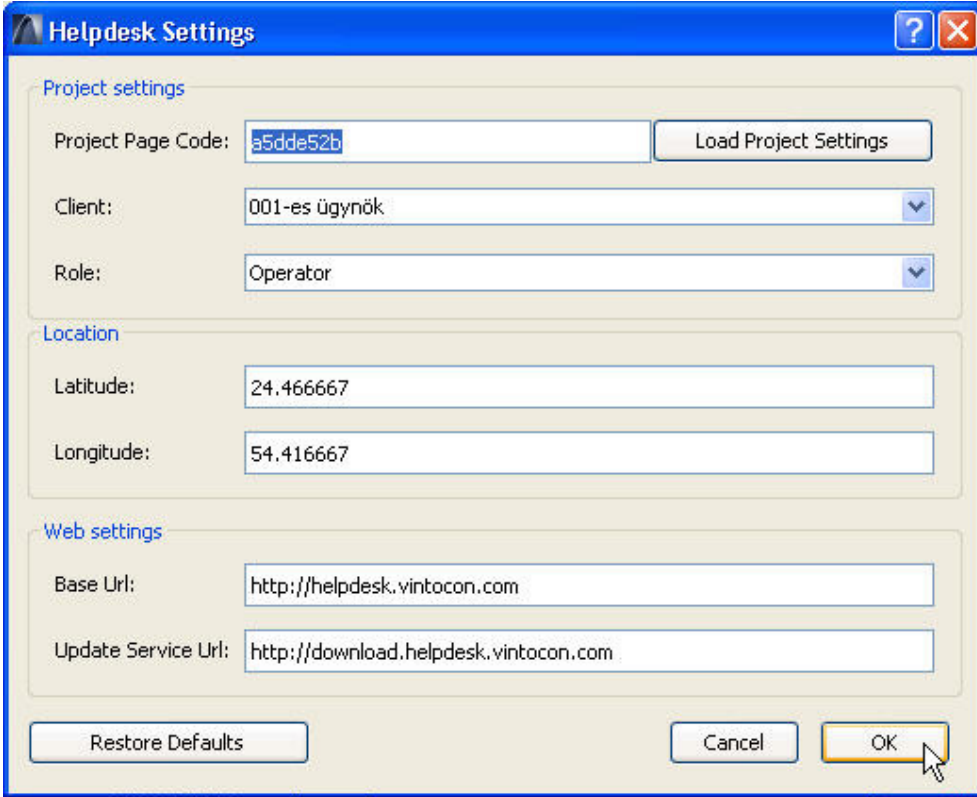 Helpdesk Settings
Project settings
Project Page Code: a5dde52b Load Project Settings
Client: 001-es ügynök
Role: Operator
Location
Latitude: 24.466667
Longitude: 54.416667
Web settings
Base Url: http://helpdesk.vintocon.com
Update Service Url: http://download.helpdesk.vintocon.com
Restore Defaults Cancel OK